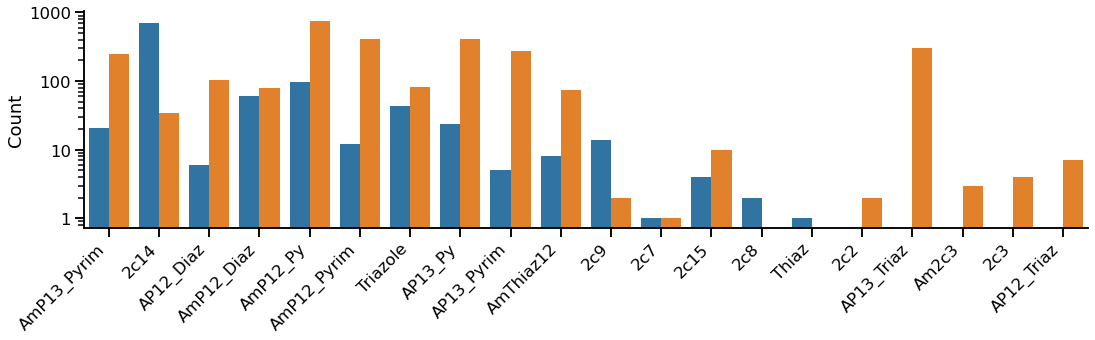 1000
100
10
1
Count
AmP13_Pyrim
2c14
AP12_Diaz
AmP12_Diaz
AmP12_Py
AmP12_Pyrim
Triazole
AP13_Py
AP13_Pyrim
AmThiaz12
2c9
2c7
2c15
2c8
Thiaz
2c2
AP13_Triaz
Am2c3
2c3
AP12_Triaz